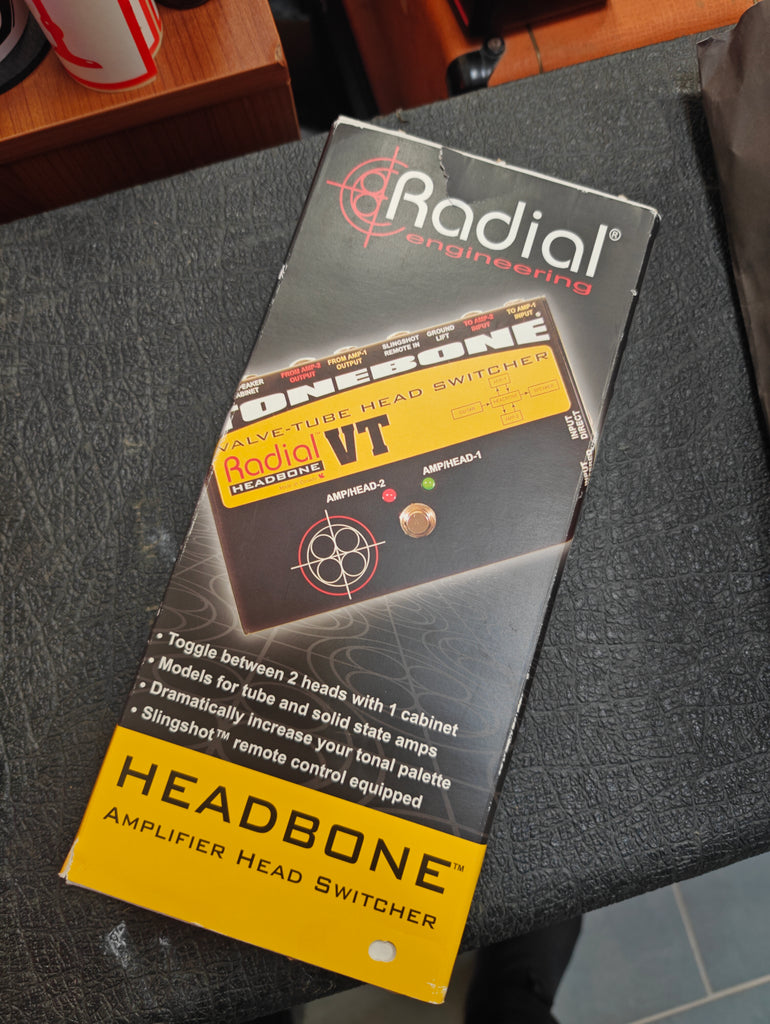 Radial®
engineering
TO AMP-1
INPUT
TO AMP-2
INPUT
GROUND
LIFT
SLINGSHOT
REMOTE IN
FROM AMP-1
OUTPUT
FROM AMP-2
OUTPUT
TONEBONE
VALVE-TUBE HEAD SWITCHER
INPUT
DIRECT
Radial™
HEADBONE
VT
AMP/HEAD-1
AMP/HEAD-2
• Toggle between 2 heads with 1 cabinet
• Models for tube and solid state amps
• Dramatically increase your tonal palette
• Slingshot™ remote control equipped
HEADBONE™
AMPLIFIER HEAD SWITCHER